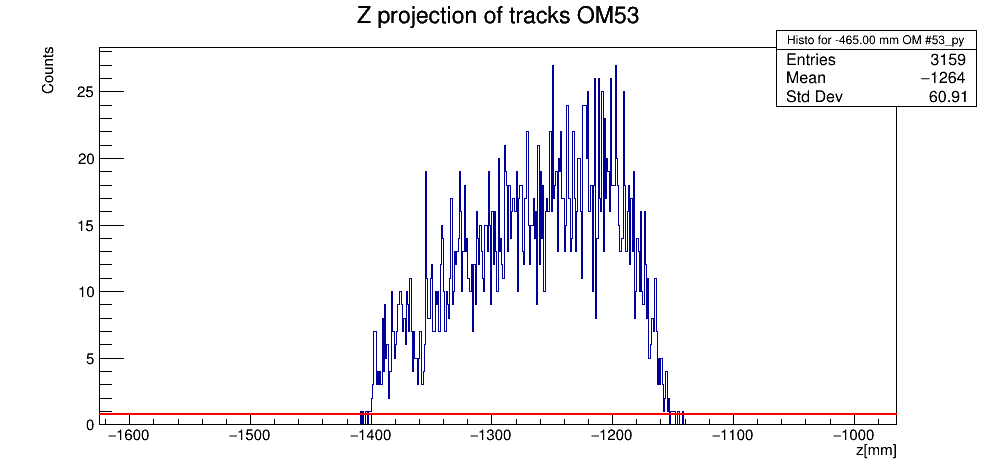 Z projection of tracks OM53
Histo for -465.00 mm OM #53_py
Entries 3159
Mean −1264
Std Dev 60.91
Counts
25
20
15
10
5
0
−1600 −1500 −1400 −1300 −1200 −1100 −1000
z[mm]